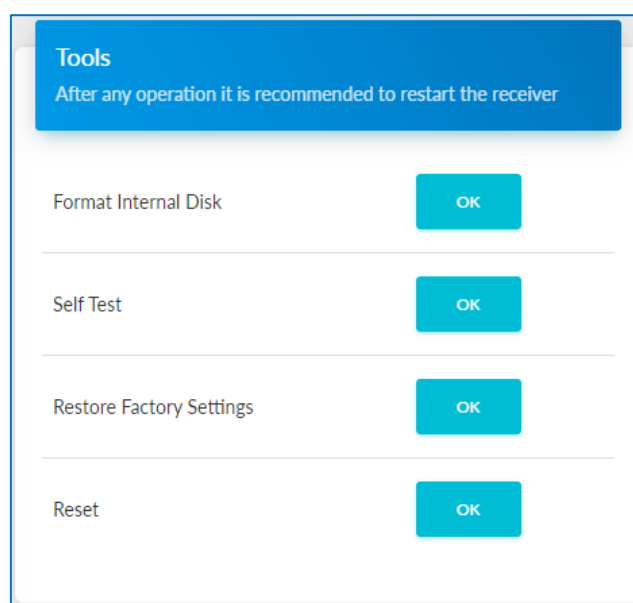 Tools
After any operation it is recommended to restart the receiver
Format Internal Disk OK
Self Test OK
Restore Factory Settings OK
Reset OK